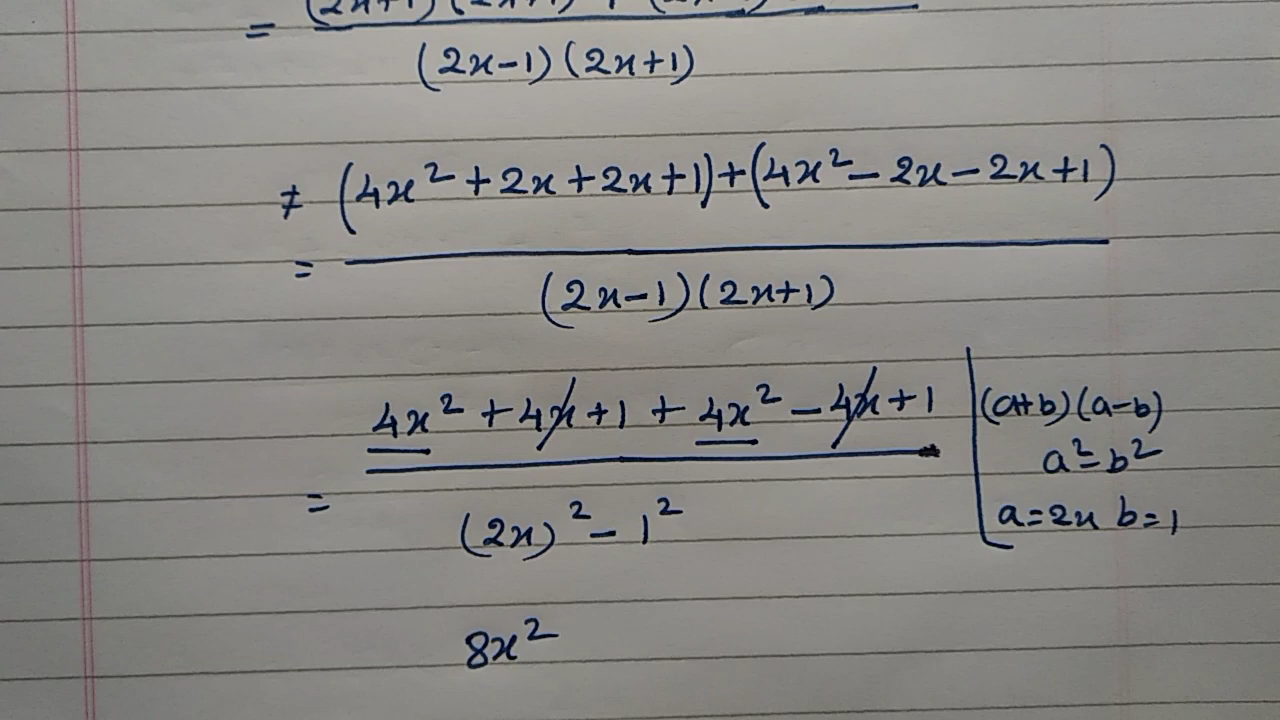 =
(2x-1)(2x+1)
≠ (4x² + 2x + 2x + 1) + (4x² - 2x - 2x + 1)
=
(2x-1)(2x+1)
4x² + 4x + 1 + 4x² - 4x + 1
(a+b)(a-b)
a² - b²
a = 2x b = 1
=
(2x)² - 1²
8x²